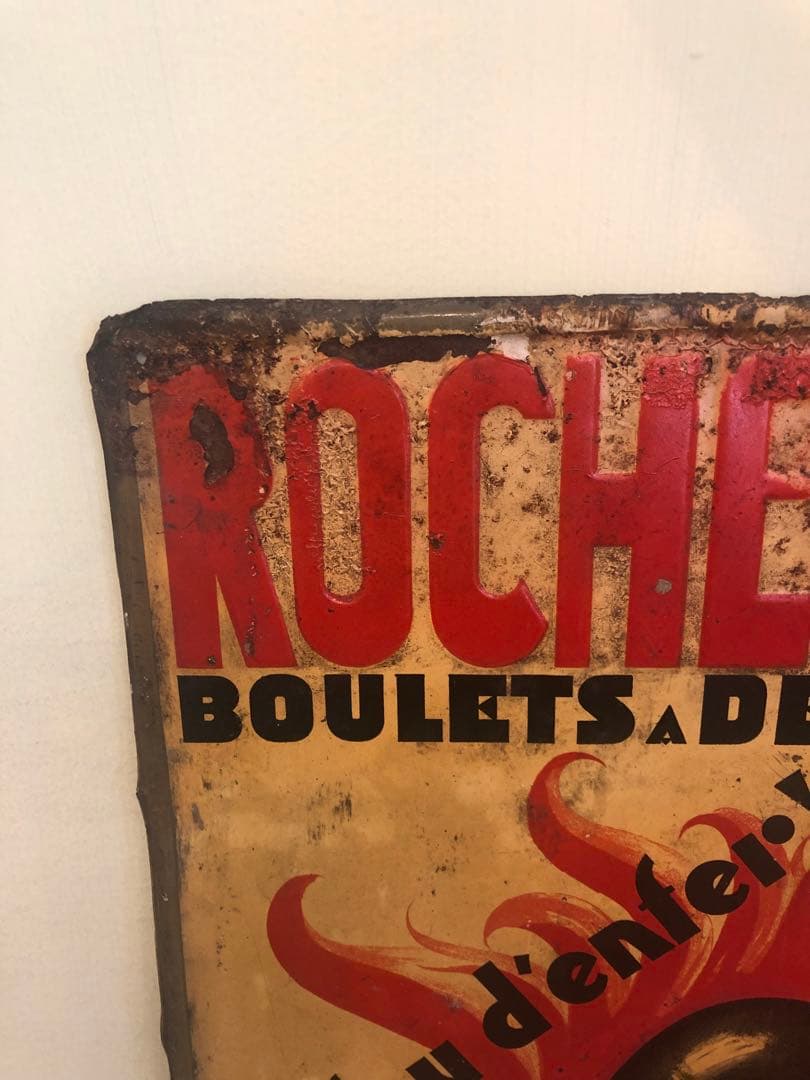 ROCHE
BOULETS A DE
u d'enfer!